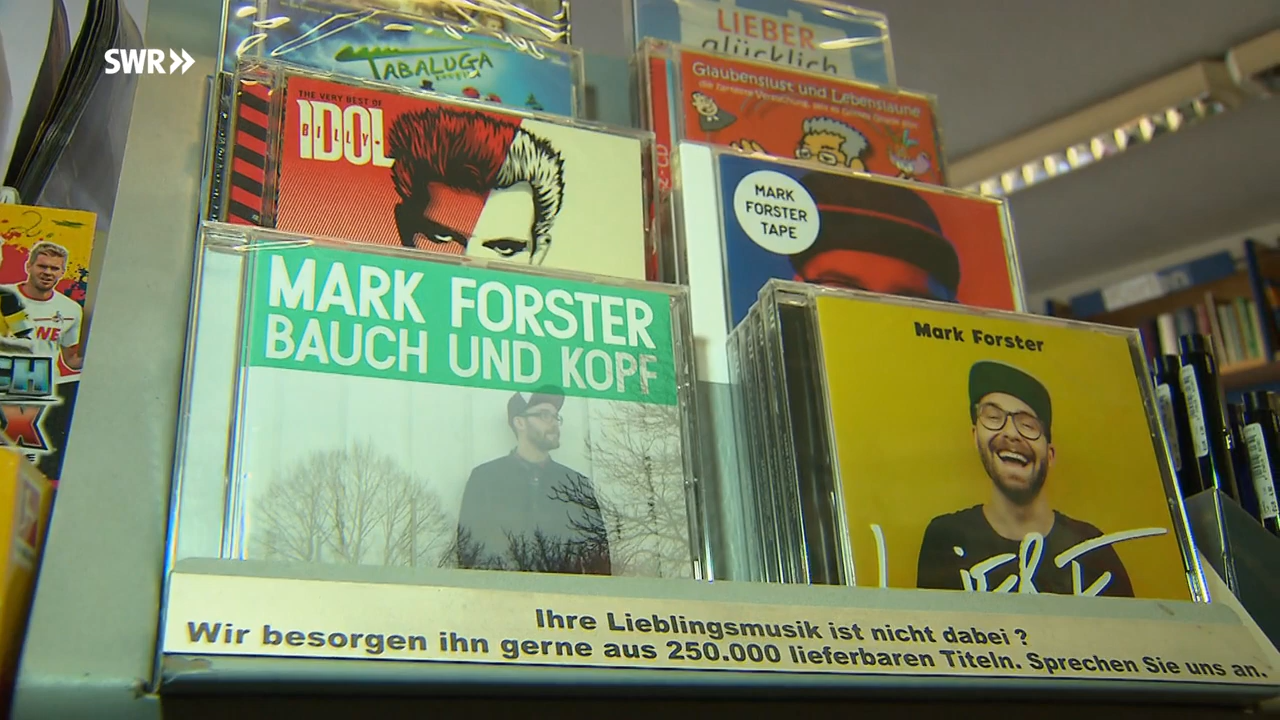 SWR
TABALUGA
LIEBER
glücklich
THE VERY BEST OF
IDOL
BILLY
Glaubenslust und Lebenslaune
MARK
FORSTER
TAPE
MARK FORSTER
BAUCH UND KOPF
Mark Forster
LIEBE
Ihre Lieblingsmusik ist nicht dabei ?
Wir besorgen ihn gerne aus 250.000 lieferbaren Titeln. Sprechen Sie uns an.